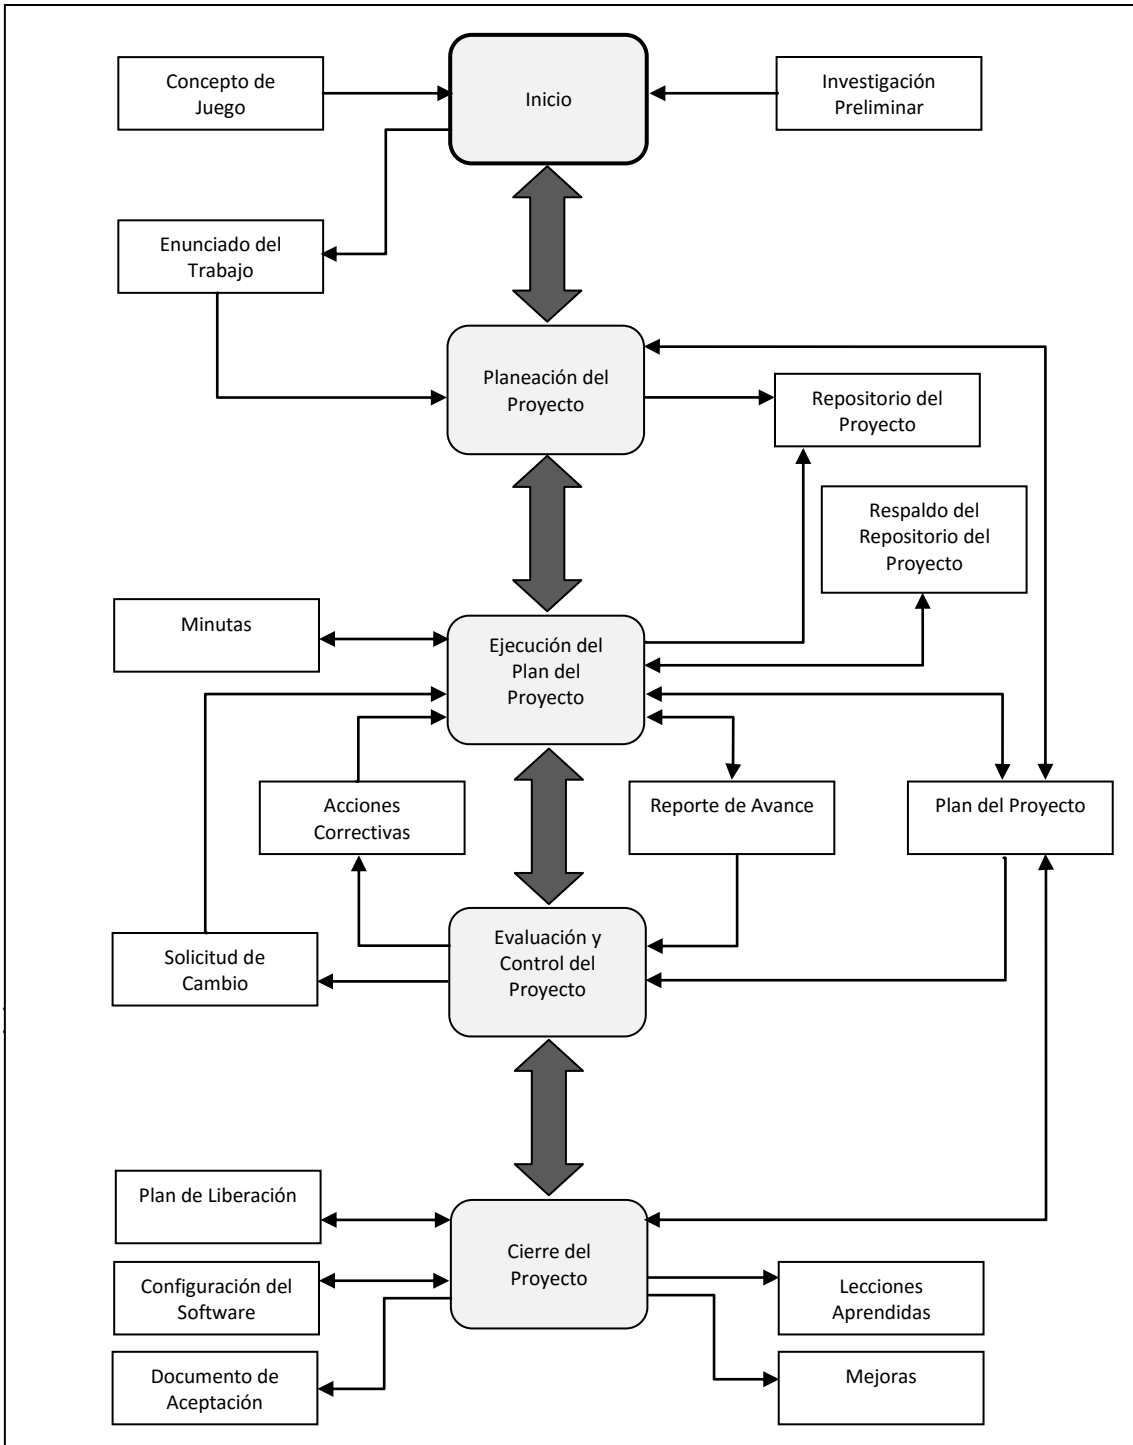 Concepto de
Juego
Inicio
Investigación
Preliminar
Enunciado del
Trabajo
Planeación del
Proyecto
Repositorio del
Proyecto
Respaldo del
Repositorio del
Proyecto
Minutas
Ejecución del
Plan del
Proyecto
Acciones
Correctivas
Reporte de Avance
Plan del Proyecto
Solicitud de
Cambio
Evaluación y
Control del
Proyecto
Plan de Liberación
Cierre del
Proyecto
Configuración del
Software
Lecciones
Aprendidas
Documento de
Aceptación
Mejoras